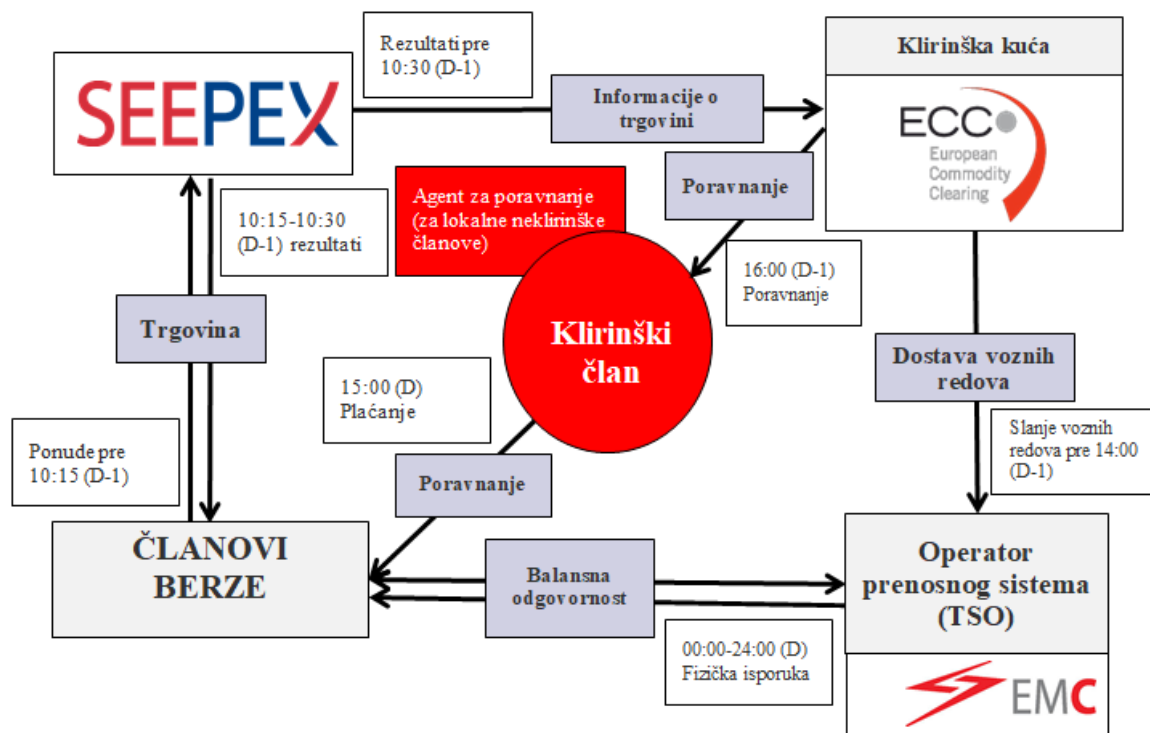 Rezultati pre
10:30 (D-1)
Klirinška kuća
SEEPEX
Informacije o
trgovini
ECC
European
Commodity
Clearing
Poravnanje
Agent za poravnanje
(za lokalne neklirinške
članove)
10:15-10:30
(D-1) rezultati
16:00 (D-1)
Poravnanje
Trgovina
Klirinški
član
Dostava voznih
redova
15:00 (D)
Plaćanje
Ponude pre
10:15 (D-1)
Slanje voznih
redova pre 14:00
(D-1)
Poravnanje
ČLANOVI
BERZE
Balansna
odgovornost
Operator
prenosnog sistema
(TSO)
00:00-24:00 (D)
Fizička isporuka
EMC